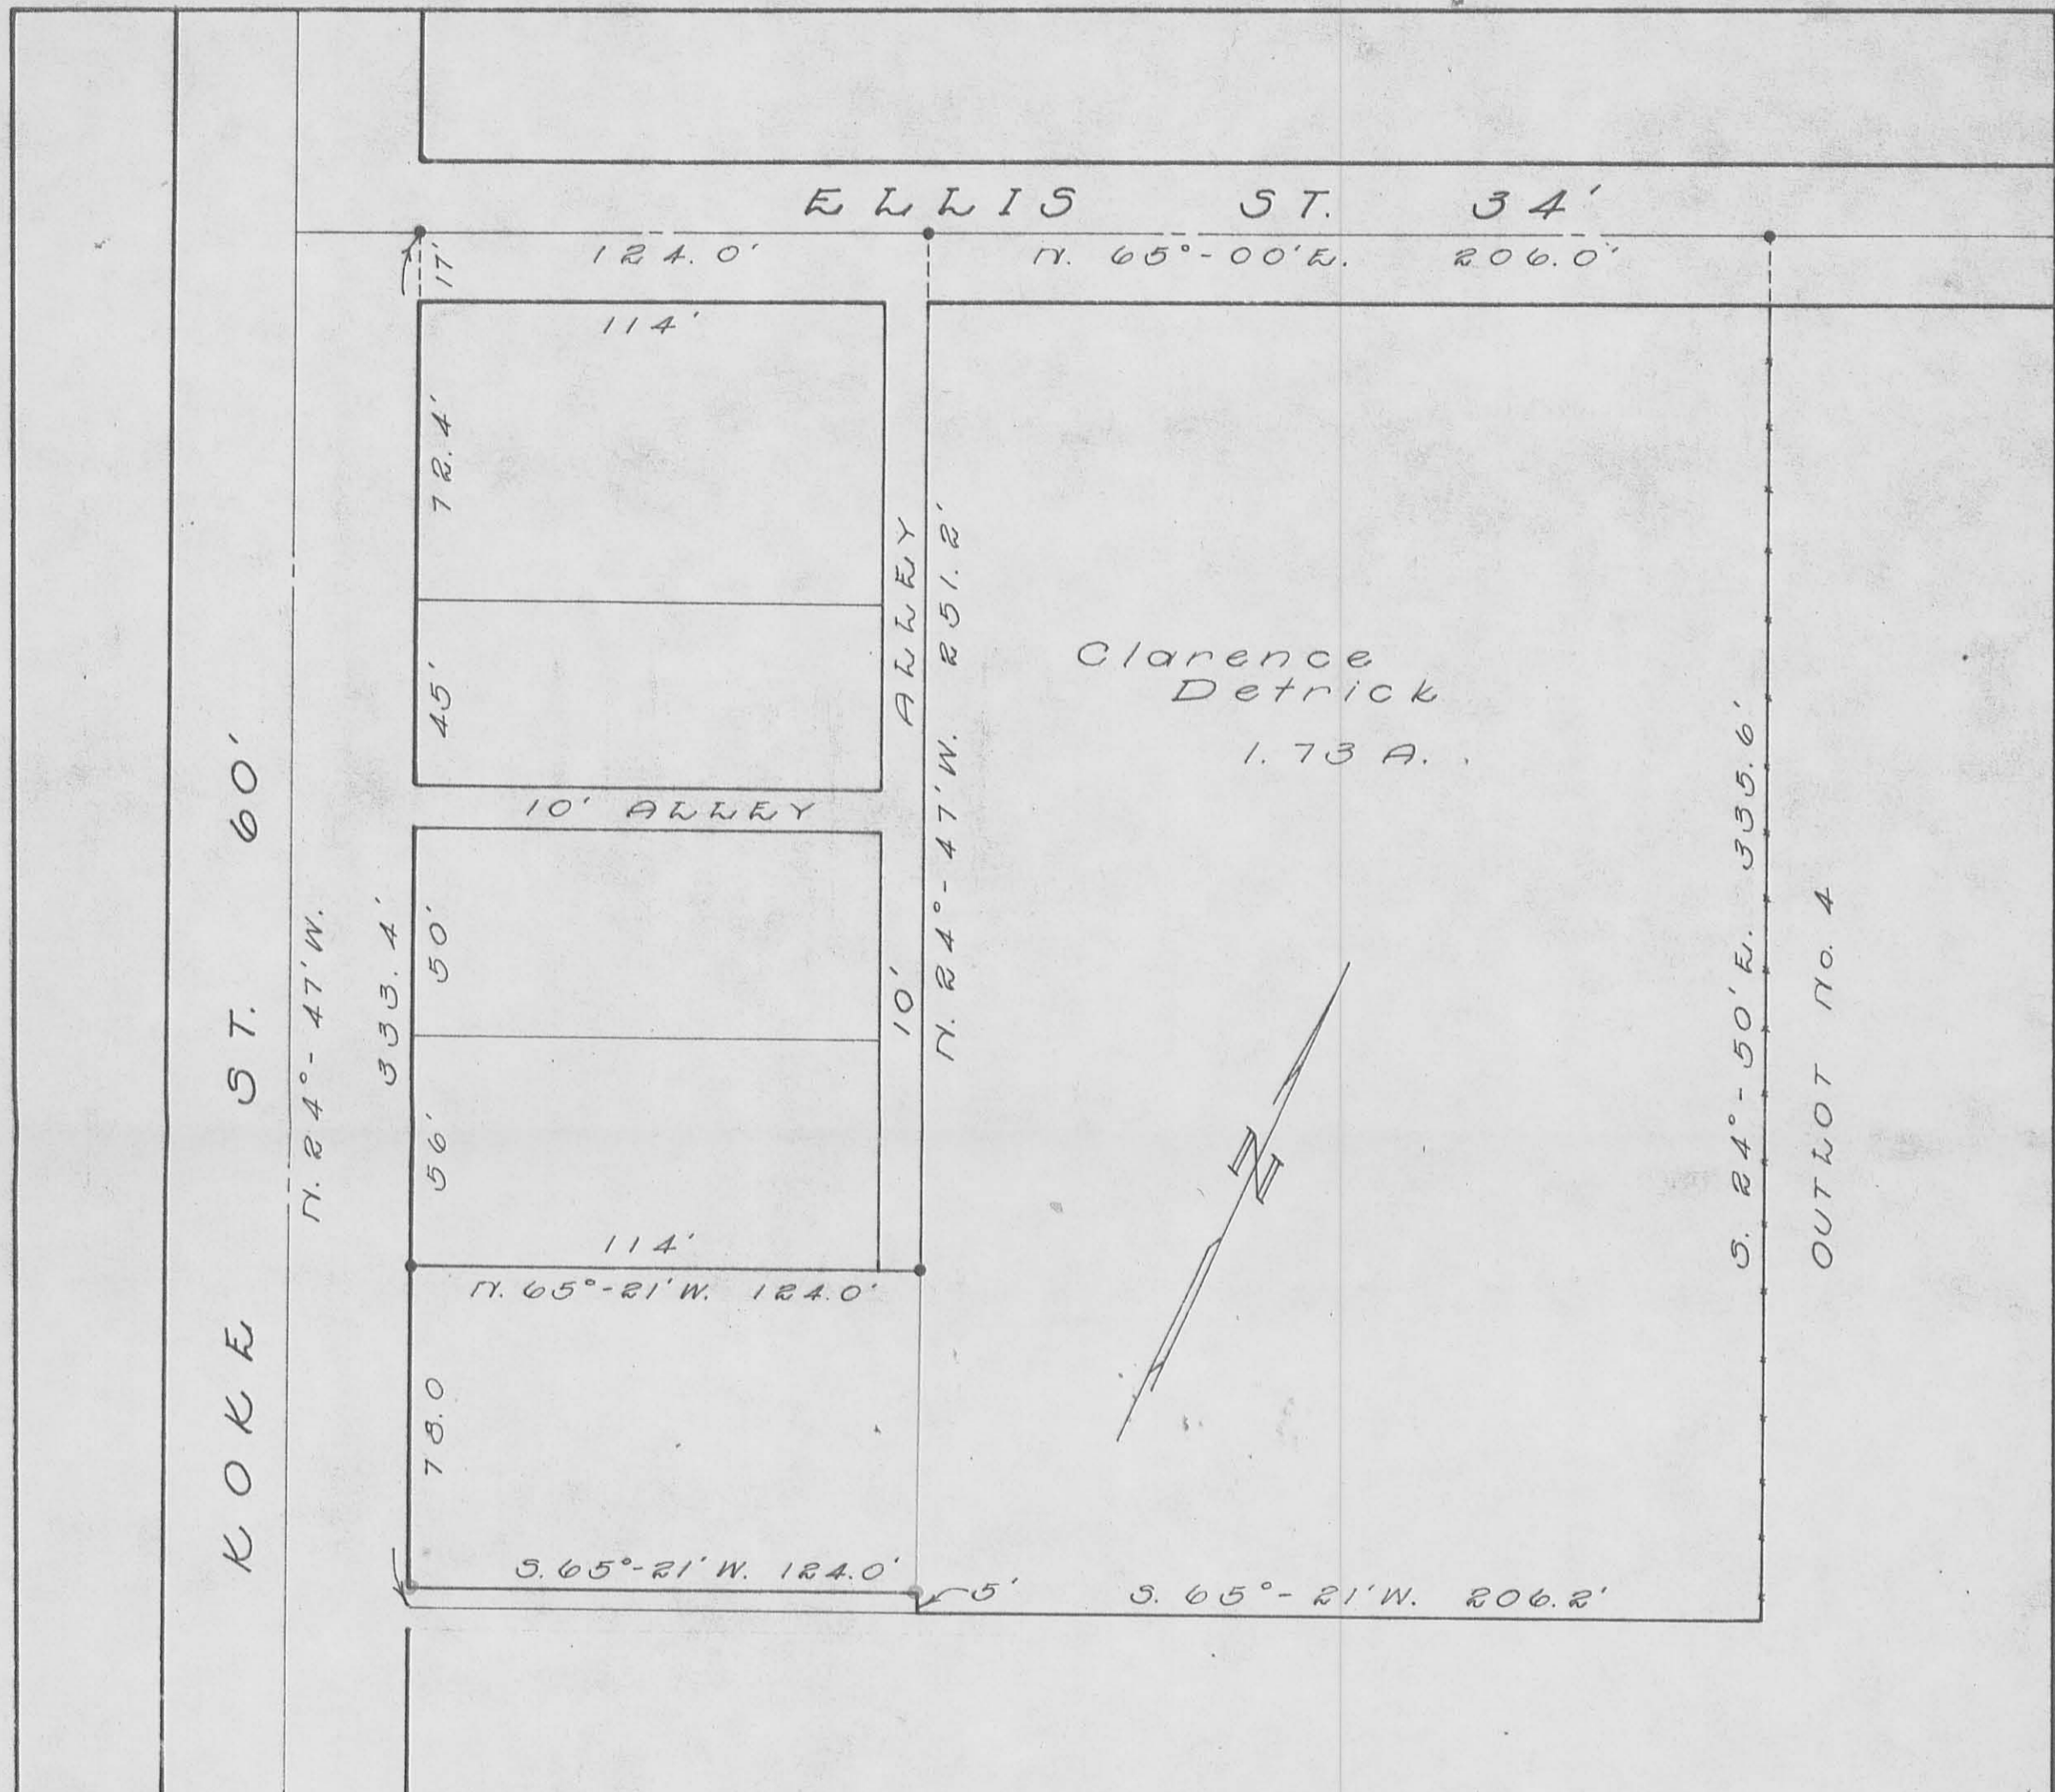 ELLIS ST. 34'
17'
124.0'
N. 65°-00'E. 206.0'
114'
72.4'
45'
ALLEY
10'
N. 24°-47'W. 251.2'
Clarence
Detrick
1.73 A.
10' ALLEY
KOKE ST. 60'
N. 24°-47'W.
333.4'
50'
56'
114'
N. 65°-21'W. 124.0'
78.0
N
S. 24°-50'E. 335.6'
OUTLOT No. 4
S. 65°-21'W. 124.0'
5'
S. 65°-21'W. 206.2'